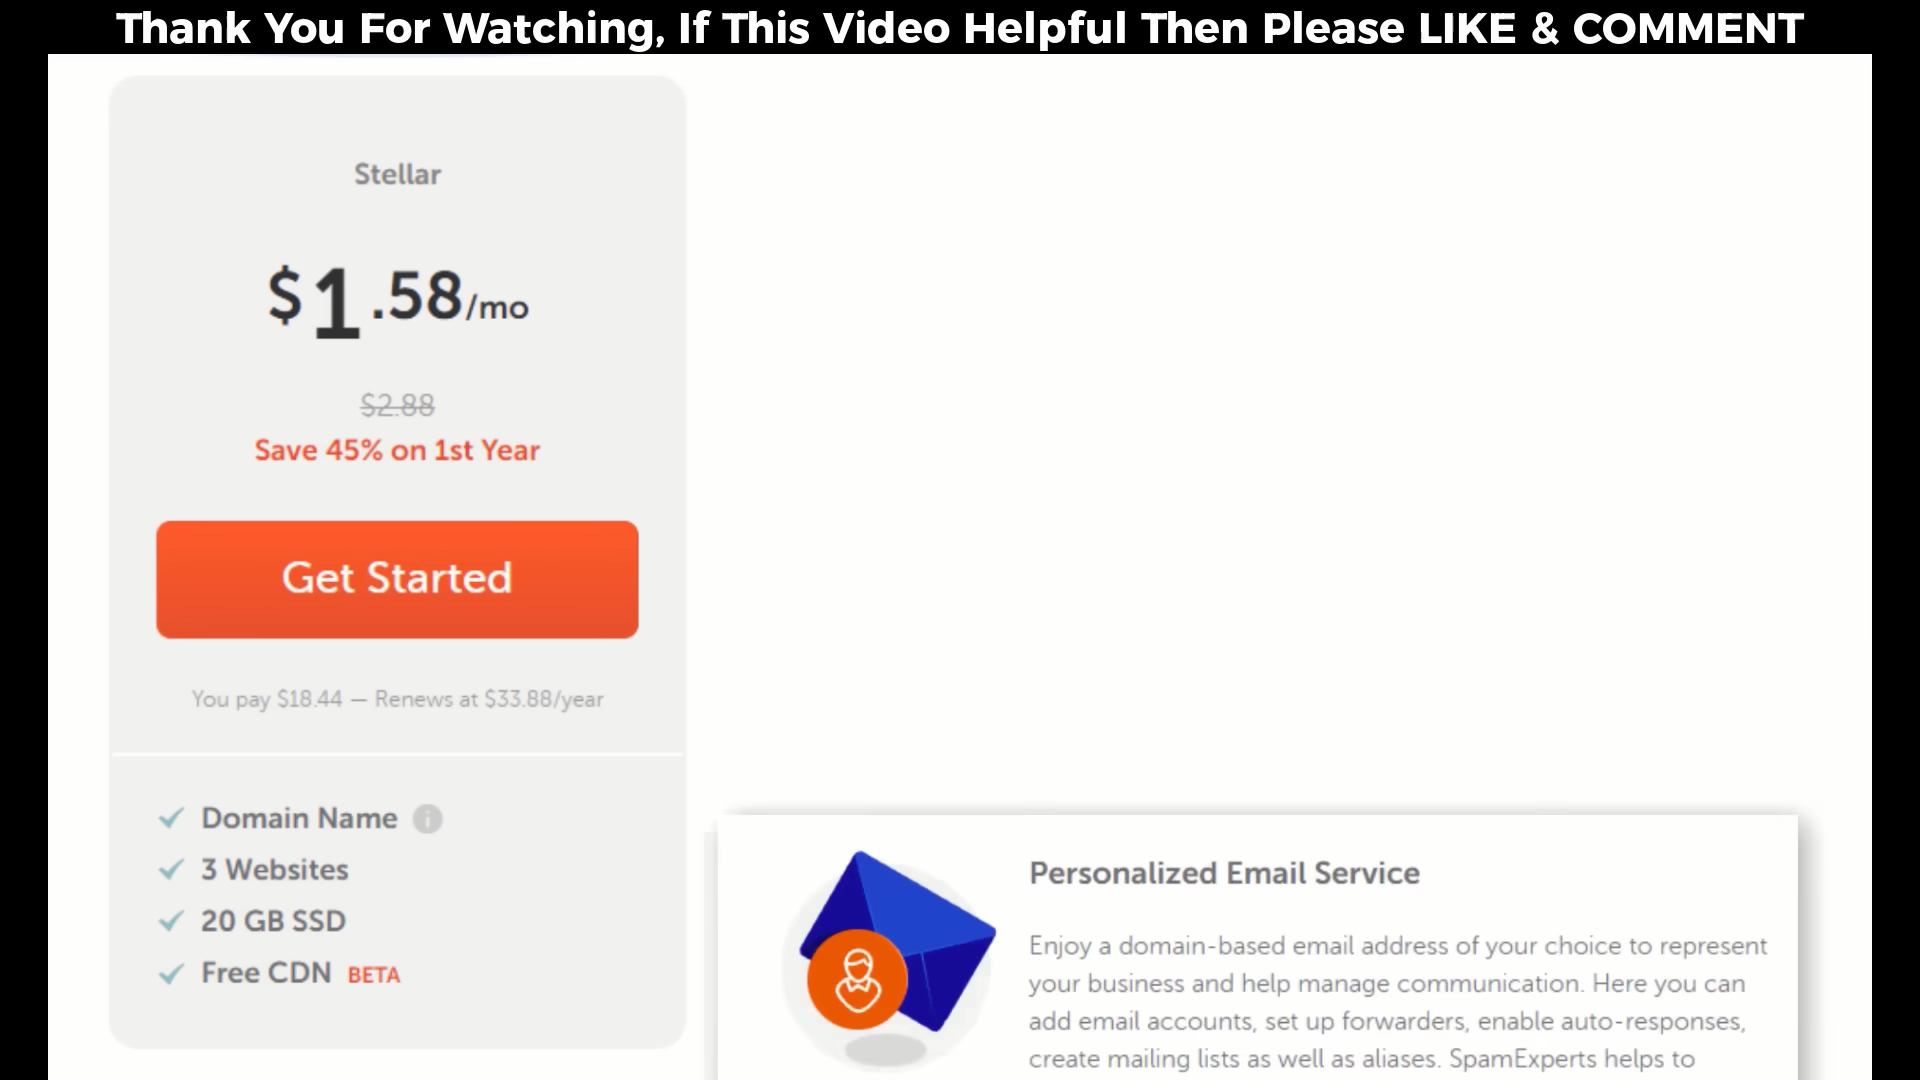 Thank You For Watching, If This Video Helpful Then Please LIKE & COMMENT
Stellar
$1.58/mo
$2.88
Save 45% on 1st Year
Get Started
You pay $18.44 — Renews at $33.88/year
Domain Name
3 Websites
20 GB SSD
Free CDN BETA
Personalized Email Service
Enjoy a domain-based email address of your choice to represent
your business and help manage communication. Here you can
add email accounts, set up forwarders, enable auto-responses,
create mailing lists as well as aliases. SpamExperts helps to